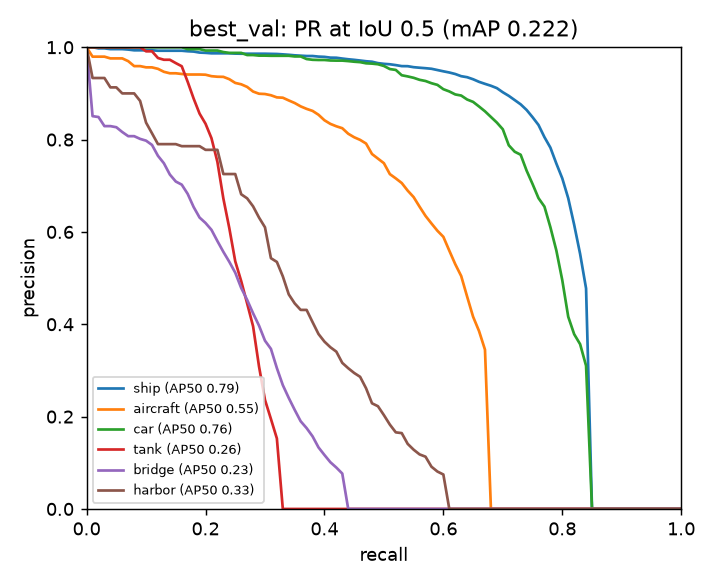 best_val: PR at IoU 0.5 (mAP 0.222)
precision
1.0
0.8
0.6
0.4
0.2
0.0
ship (AP50 0.79)
aircraft (AP50 0.55)
car (AP50 0.76)
tank (AP50 0.26)
bridge (AP50 0.23)
harbor (AP50 0.33)
0.0 0.2 0.4 0.6 0.8 1.0
recall